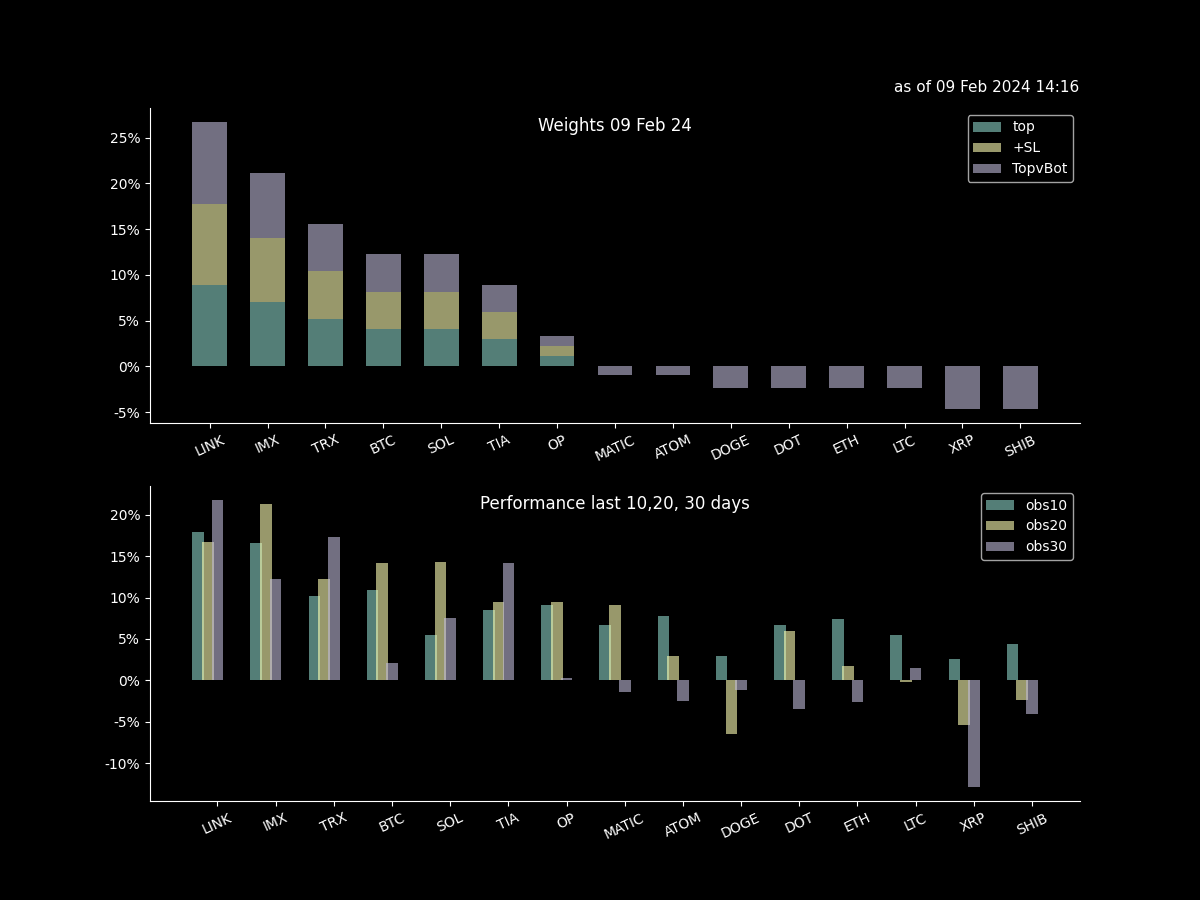 as of 09 Feb 2024 14:16
Weights 09 Feb 24
top
+SL
TopvBot
25%
20%
15%
10%
5%
0%
-5%
LINK IMX TRX BTC SOL TIA OP MATIC ATOM DOGE DOT ETH LTC XRP SHIB
Performance last 10,20, 30 days
obs10
obs20
obs30
20%
15%
10%
5%
0%
-5%
-10%
LINK IMX TRX BTC SOL TIA OP MATIC ATOM DOGE DOT ETH LTC XRP SHIB